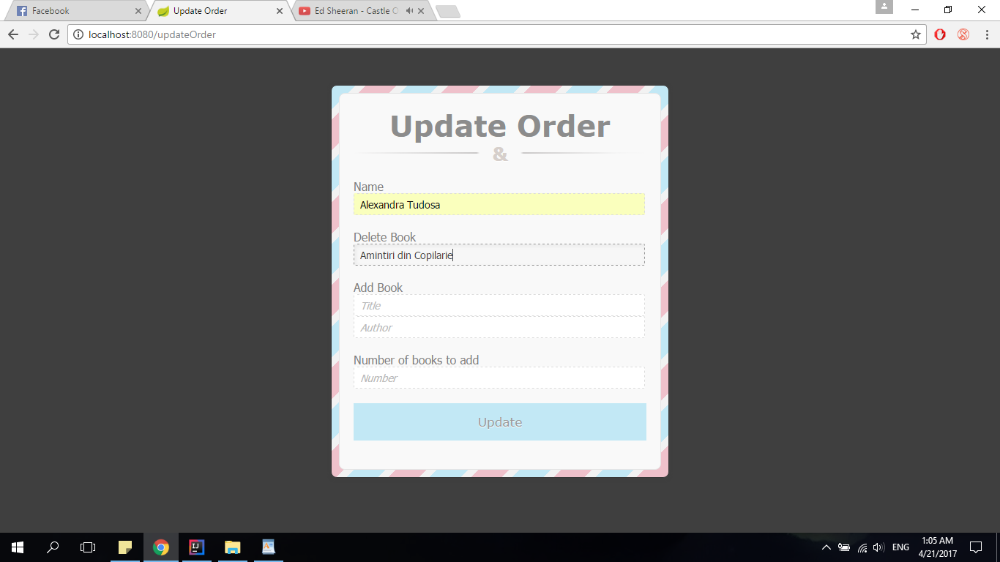 Facebook
Update Order
Ed Sheeran - Castle O
localhost:8080/updateOrder
Update Order
&
Name
Alexandra Tudosa
Delete Book
Amintiri din Copilarie
Add Book
Title
Author
Number of books to add
Number
Update
IJ
ENG
1:05 AM
4/21/2017